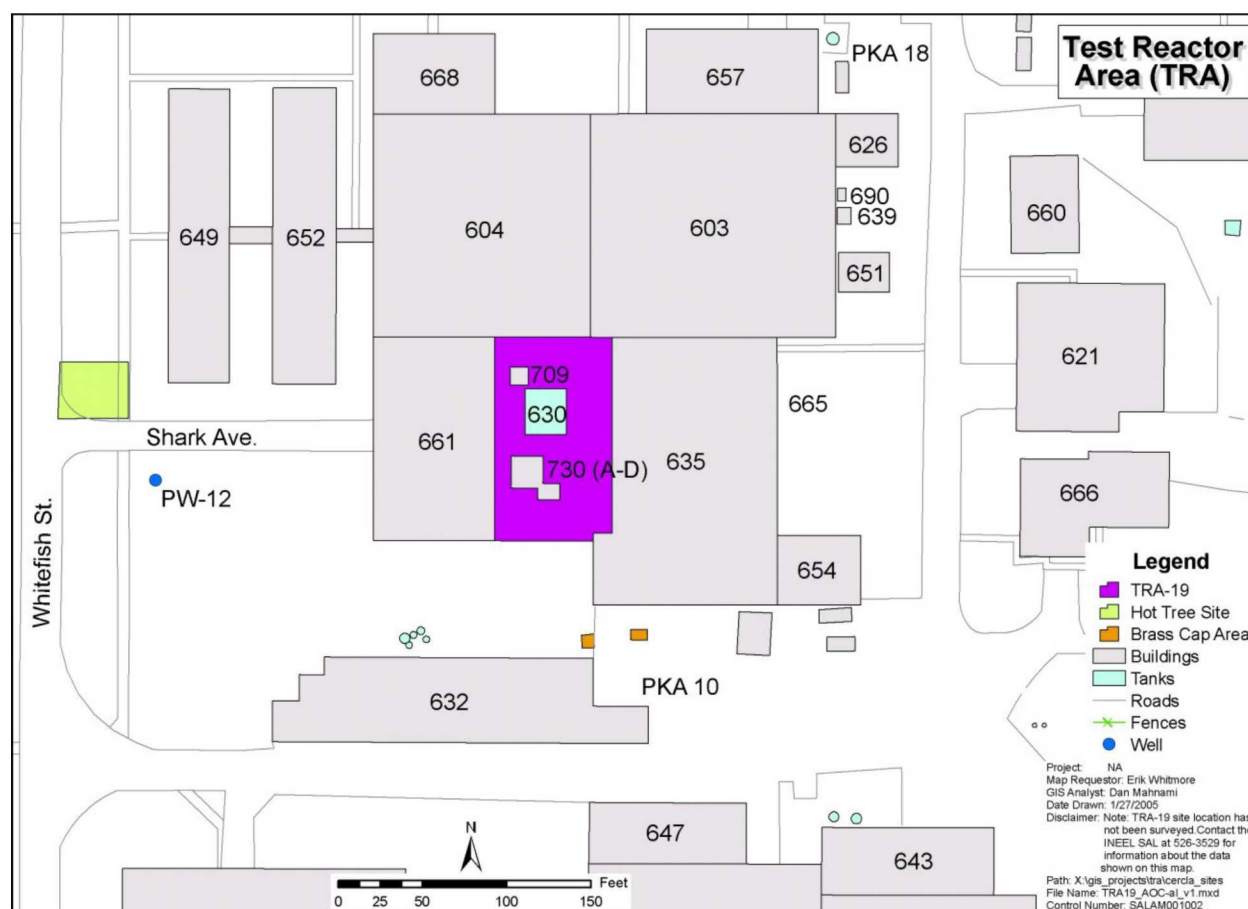 Test Reactor
Area (TRA)
PKA 18
668
657
626
690
639
649
652
604
603
660
651
621
709
630
665
Shark Ave.
661
635
730 (A-D)
PW-12
666
Whitefish St.
654
Legend
TRA-19
Hot Tree Site
Brass Cap Area
Buildings
Tanks
Roads
Fences
Well
PKA 10
632
Project: NA
Map Requestor: Erik Whitmore
GIS Analyst: Dan Mahnami
Date Drawn: 1/27/2005
Disclaimer: Note: TRA-19 site location has
not been surveyed.Contact the
INEEL SAL at 526-3529 for
information about the data
shown on this map.
Path: X:\gis_projects\tra\cercla_sites
File Name: TRA19_AOC-al_v1.mxd
Control Number: SALAM001002
647
643
N
Feet
0 25 50 100 150